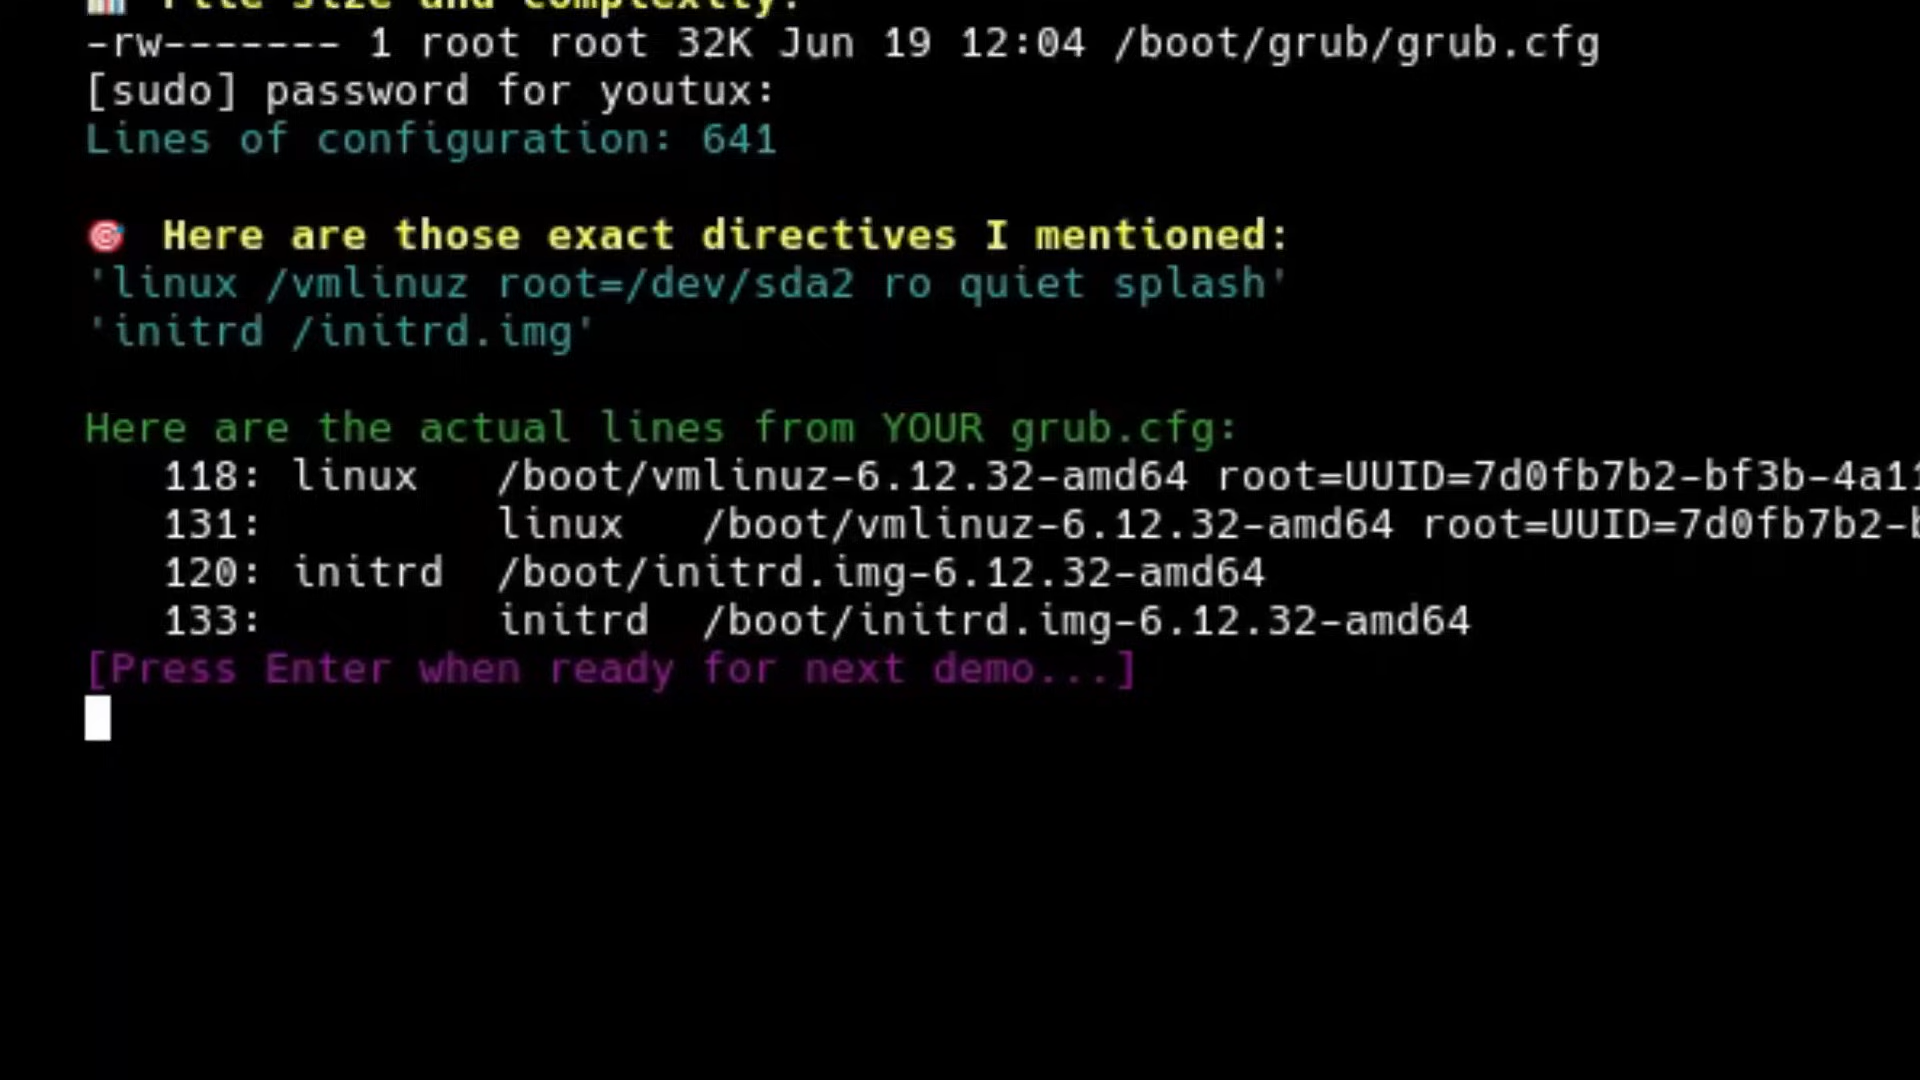 File size and complexity:
-rw------- 1 root root 32K Jun 19 12:04 /boot/grub/grub.cfg
[sudo] password for youtux:
Lines of configuration: 641
Here are those exact directives I mentioned:
'linux /vmlinuz root=/dev/sda2 ro quiet splash'
'initrd /initrd.img'
Here are the actual lines from YOUR grub.cfg:
118: linux /boot/vmlinuz-6.12.32-amd64 root=UUID=7d0fb7b2-bf3b-4a11
131: linux /boot/vmlinuz-6.12.32-amd64 root=UUID=7d0fb7b2-b
120: initrd /boot/initrd.img-6.12.32-amd64
133: initrd /boot/initrd.img-6.12.32-amd64
[Press Enter when ready for next demo...]